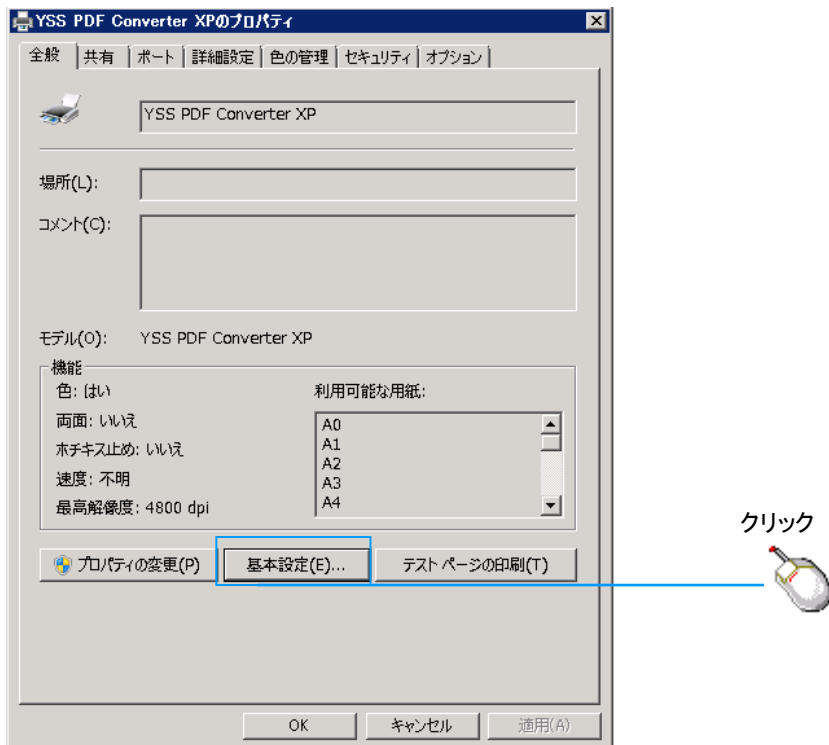 YSS PDF Converter XPのプロパティ
全般 共有 ポート 詳細設定 色の管理 セキュリティ オプション
YSS PDF Converter XP
場所(L):
コメント(C):
モデル(O): YSS PDF Converter XP
機能
色: はい 利用可能な用紙:
両面: いいえ A0
ホチキス止め: いいえ A1
A2
速度: 不明 A3
最高解像度: 4800 dpi A4
クリック
プロパティの変更(P) 基本設定(E)... テスト ページの印刷(T)
OK キャンセル 適用(A)